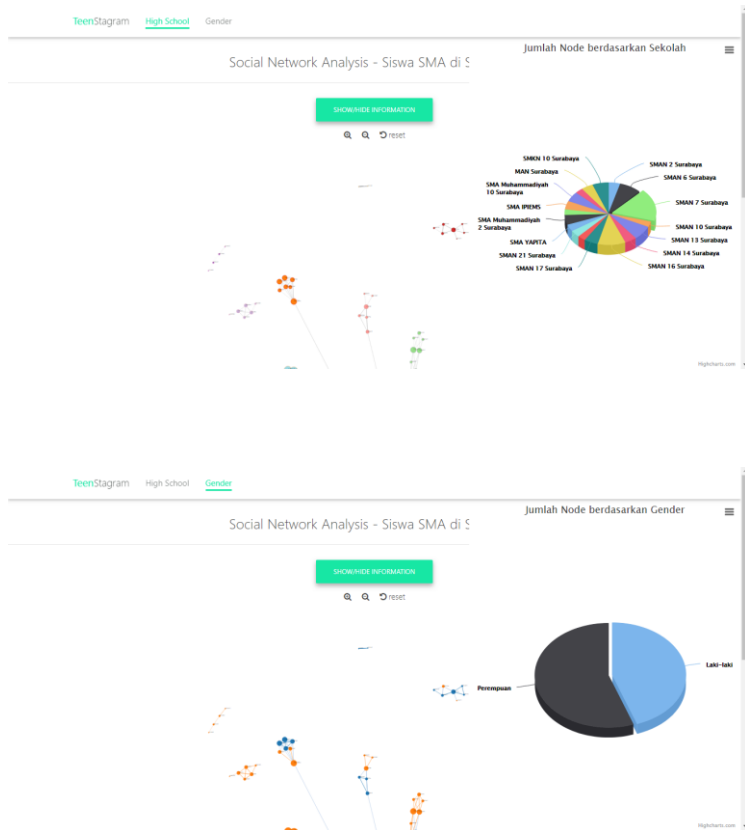 TeenStagram High School Gender
Jumlah Node berdasarkan Sekolah
Social Network Analysis - Siswa SMA di S
SHOW/HIDE INFORMATION
reset
SMKN 10 Surabaya
MAN Surabaya
SMA Muhammadiyah
10 Surabaya
SMA IPIEMS
SMA Muhammadiyah
2 Surabaya
SMA YAPITA
SMAN 21 Surabaya
SMAN 17 Surabaya
SMAN 2 Surabaya
SMAN 6 Surabaya
SMAN 7 Surabaya
SMAN 10 Surabaya
SMAN 13 Surabaya
SMAN 14 Surabaya
SMAN 16 Surabaya
Highcharts.com
TeenStagram High School Gender
Jumlah Node berdasarkan Gender
Social Network Analysis - Siswa SMA di S
SHOW/HIDE INFORMATION
reset
Laki-laki
Perempuan
Highcharts.com